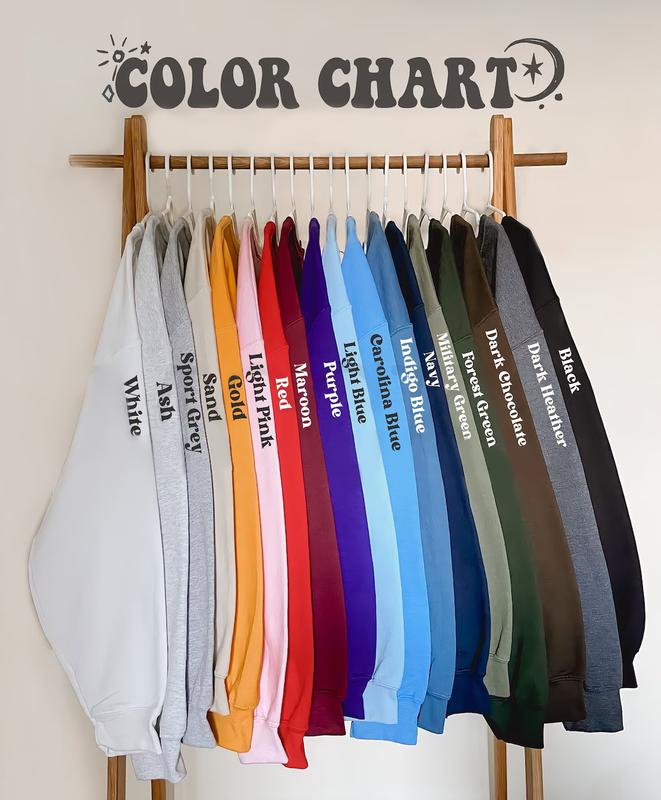 COLOR CHART
White
Ash
Sport Grey
Sand
Gold
Light Pink
Red
Maroon
Purple
Light Blue
Carolina Blue
Indigo Blue
Navy
Military Green
Forest Green
Dark Chocolate
Dark Heather
Black